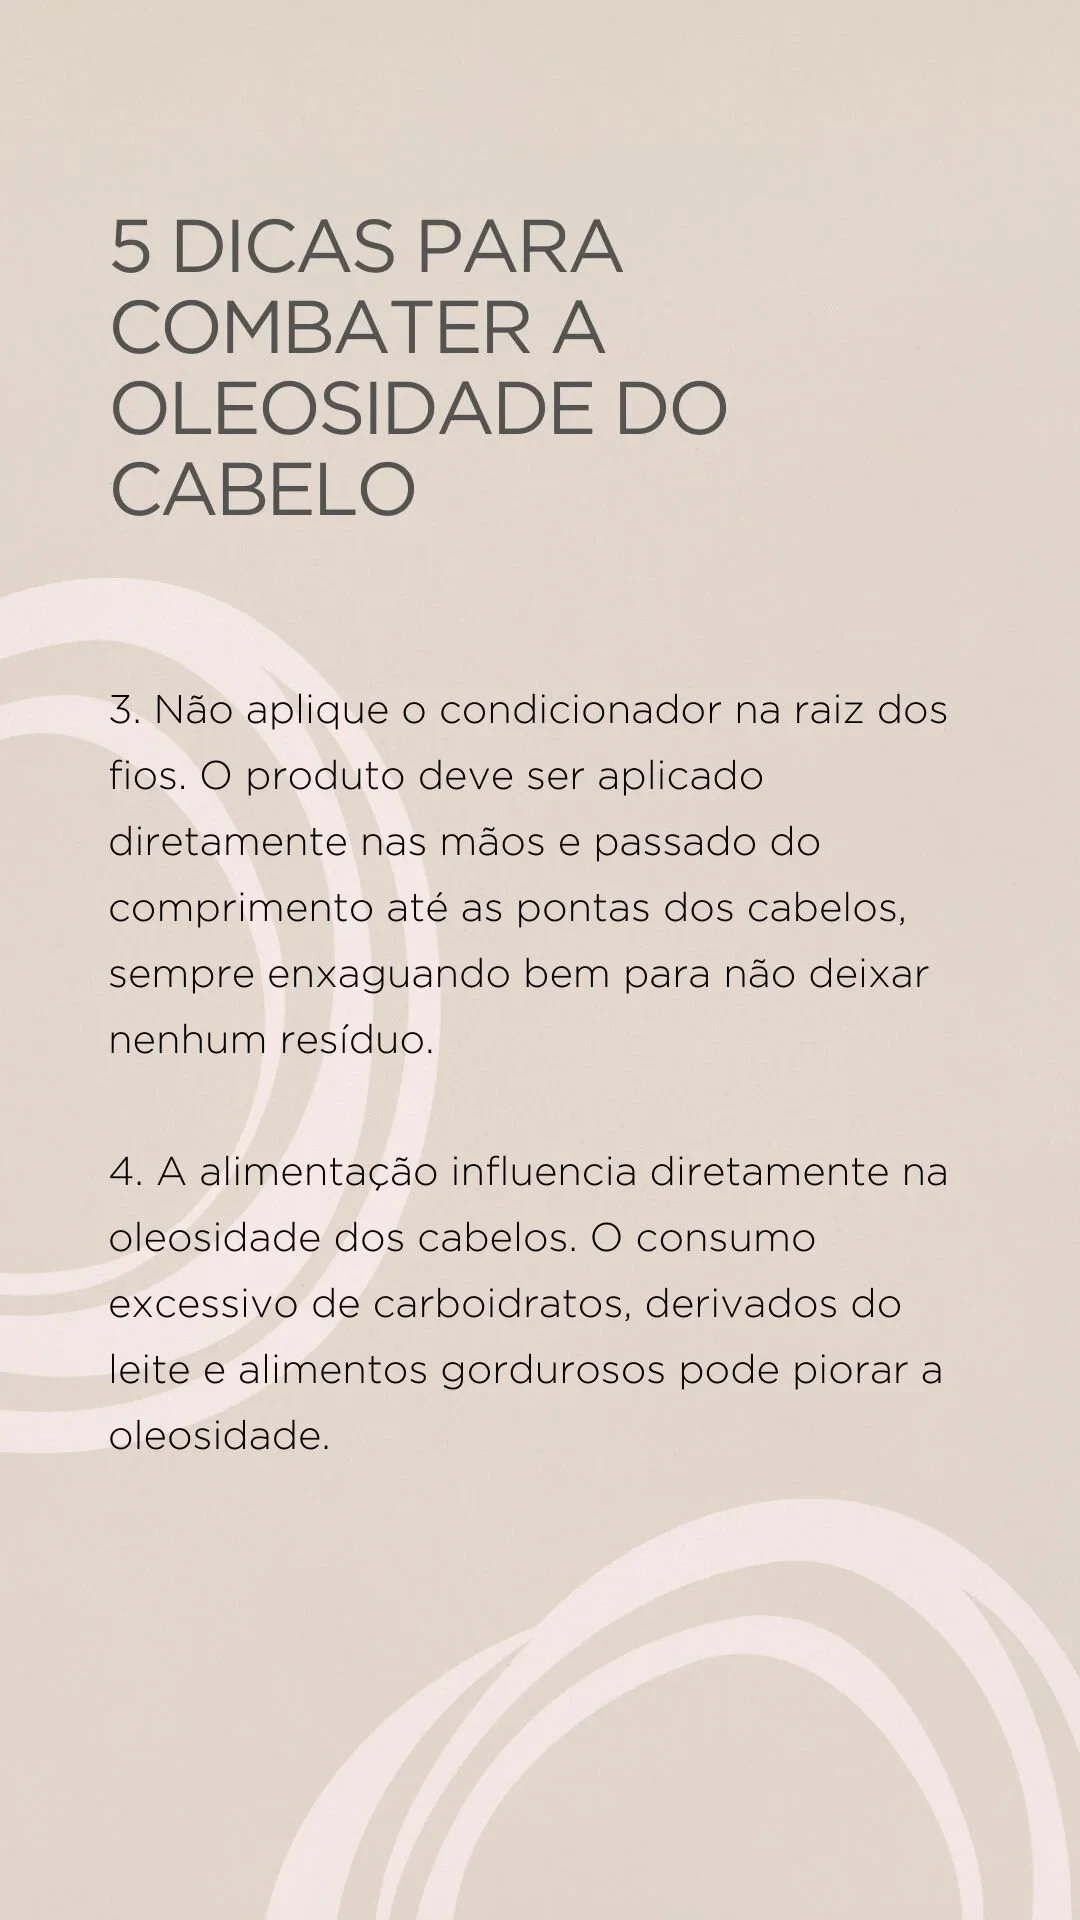 5 DICAS PARA
COMBATER A
OLEOSIDADE DO
CABELO
3. Não aplique o condicionador na raiz dos
fios. O produto deve ser aplicado
diretamente nas mãos e passado do
comprimento até as pontas dos cabelos,
sempre enxaguando bem para não deixar
nenhum resíduo.
4. A alimentação influencia diretamente na
oleosidade dos cabelos. O consumo
excessivo de carboidratos, derivados do
leite e alimentos gordurosos pode piorar a
oleosidade.